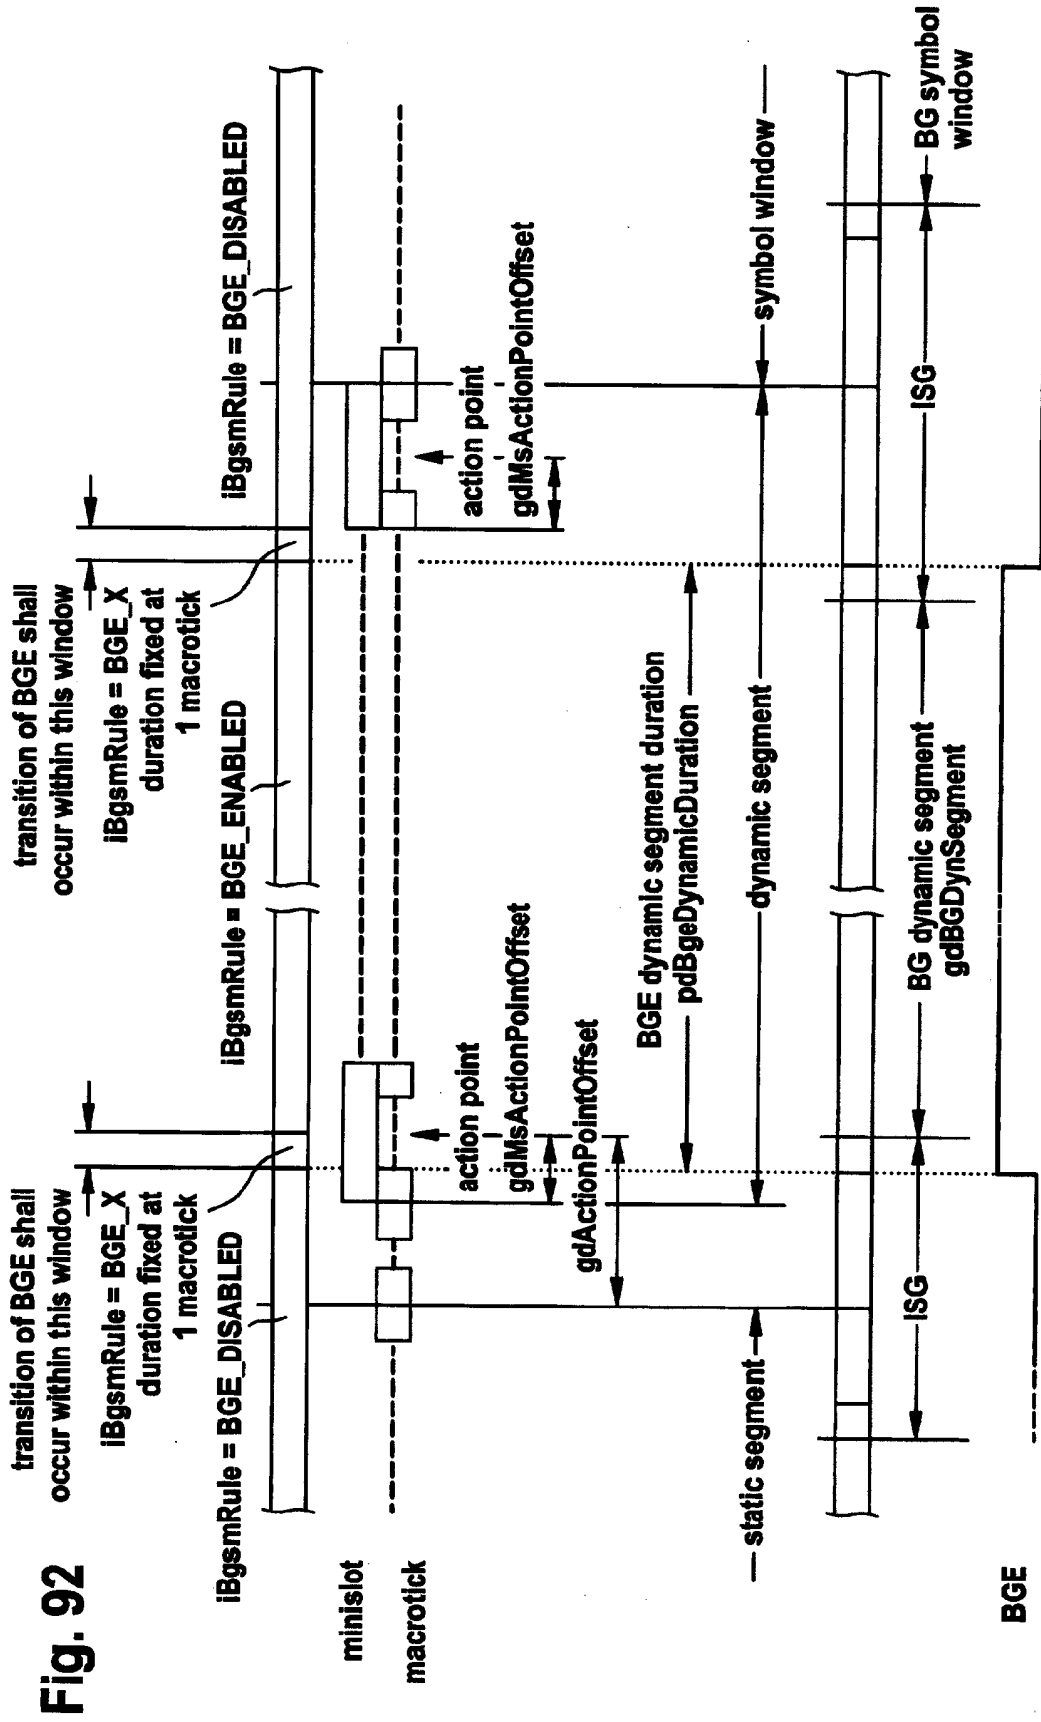 Fig. 92
transition of BGE shall
occur within this window
iBgsmRule = BGE_X
duration fixed at
1 macrotick
transition of BGE shall
occur within this window
iBgsmRule = BGE_X
duration fixed at
1 macrotick
iBgsmRule = BGE_DISABLED
iBgsmRule = BGE_ENABLED
iBgsmRule = BGE_DISABLED
minislot
macrotick
action point
gdMsActionPointOffset
gdActionPointOffset
action point
gdMsActionPointOffset
BGE dynamic segment duration
pdBgeDynamicDuration
static segment
dynamic segment
symbol window
ISG
BG dynamic segment
gdBGDynSegment
ISG
BG symbol
window
BGE